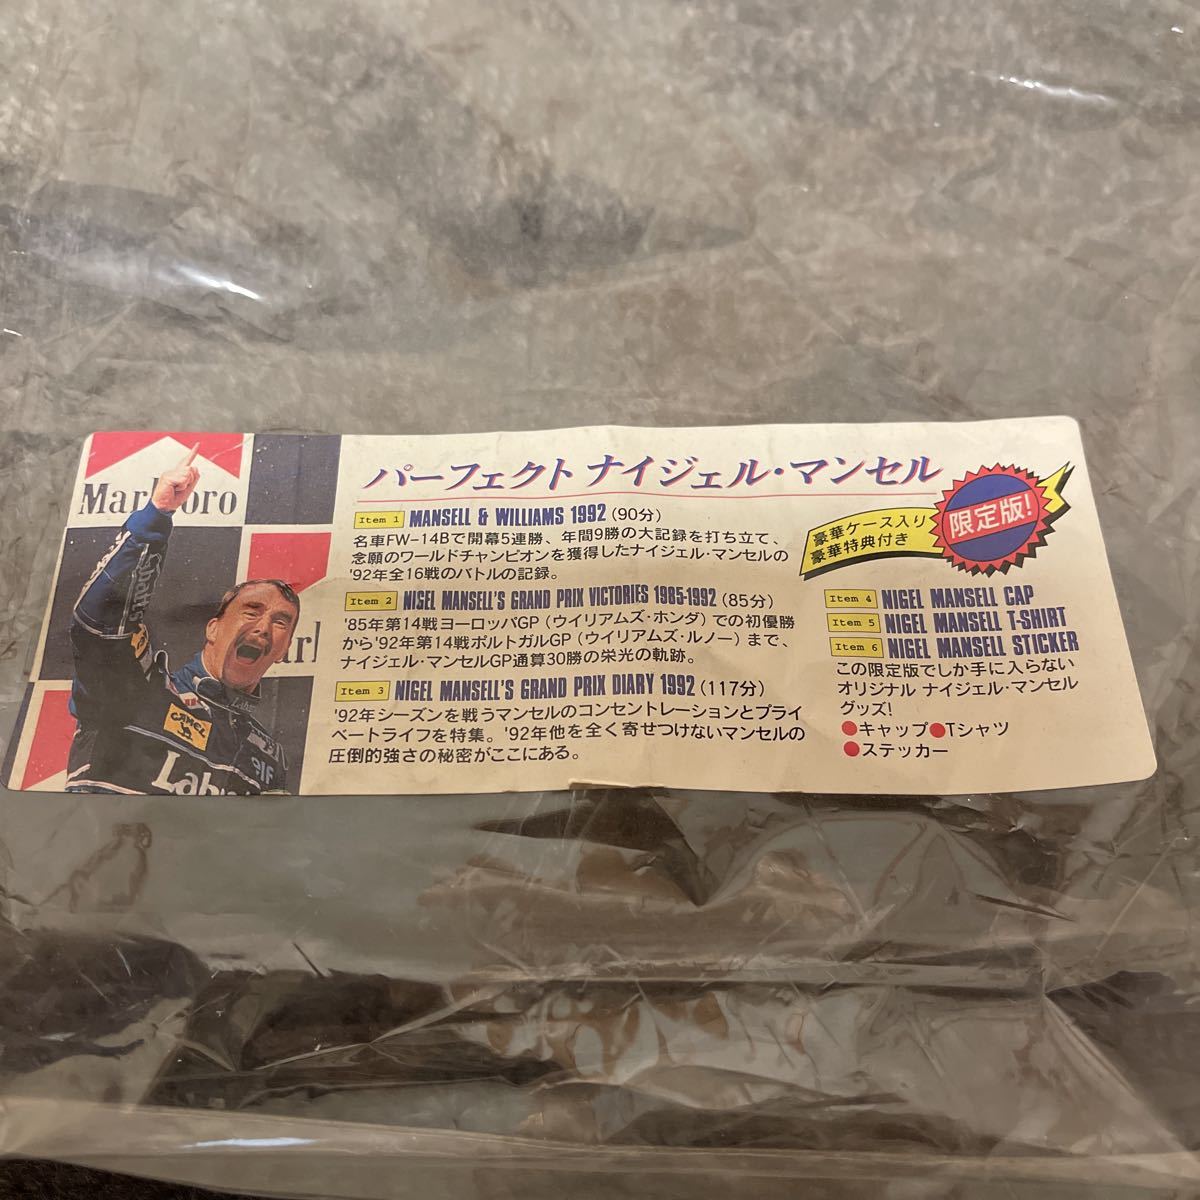 Marlboro
パーフェクト ナイジェル・マンセル
Item 1 MANSELL & WILLIAMS 1992 (90分)
名車FW-14Bで開幕5連勝、年間9勝の大記録を打ち立て、
念願のワールドチャンピオンを獲得したナイジェル・マンセルの
'92年全16戦のバトルの記録。
Item 2 NISEL MANSELL'S GRAND PRIX VICTORIES 1985-1992 (85分)
'85年第14戦ヨーロッパGP(ウイリアムズ・ホンダ)での初優勝
から'92年第14戦ポルトガルGP(ウイリアムズ・ルノー)まで、
ナイジェル・マンセルGP通算30勝の栄光の軌跡。
Item 3 NIGEL MANSELL'S GRAND PRIX DIARY 1992 (117分)
'92年シーズンを戦うマンセルのコンセントレーションとプライ
ベートライフを特集。'92年他を全く寄せつけないマンセルの
圧倒的強さの秘密がここにある。
豪華ケース入り
豪華特典付き
限定版!
Item 4 NIGEL MANSELL CAP
Item 5 NIGEL MANSELL T-SHIRT
Item 6 NIGEL MANSELL STICKER
この限定版でしか手に入らない
オリジナル ナイジェル・マンセル
グッズ!
●キャップ●Tシャツ
●ステッカー
CAMEL
elf